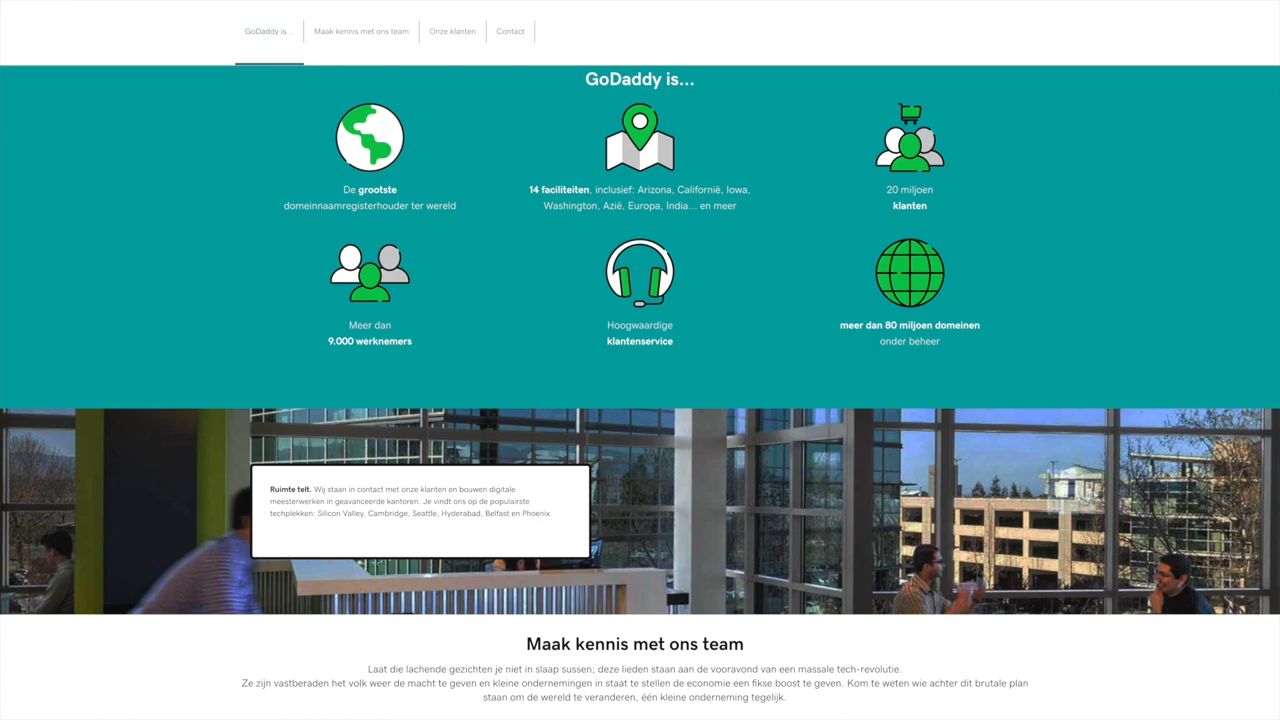 GoDaddy is...
Maak kennis met ons team
Onze klanten
Contact
GoDaddy is...
De grootste
domeinnaamregisterhouder ter wereld
14 faciliteiten, inclusief: Arizona, Californië, Iowa,
Washington, Azië, Europa, India... en meer
20 miljoen
klanten
Meer dan
9.000 werknemers
Hoogwaardige
klantenservice
meer dan 80 miljoen domeinen
onder beheer
Ruimte telt. Wij staan in contact met onze klanten en bouwen digitale
meesterwerken in geavanceerde kantoren. Je vindt ons op de populairste
techplekken: Silicon Valley, Cambridge, Seattle, Hyderabad, Belfast en Phoenix.
Maak kennis met ons team
Laat die lachende gezichten je niet in slaap sussen; deze lieden staan aan de vooravond van een massale tech-revolutie.
Ze zijn vastberaden het volk weer de macht te geven en kleine ondernemingen in staat te stellen de economie een fikse boost te geven. Kom te weten wie achter dit brutale plan
staan om de wereld te veranderen, één kleine onderneming tegelijk.